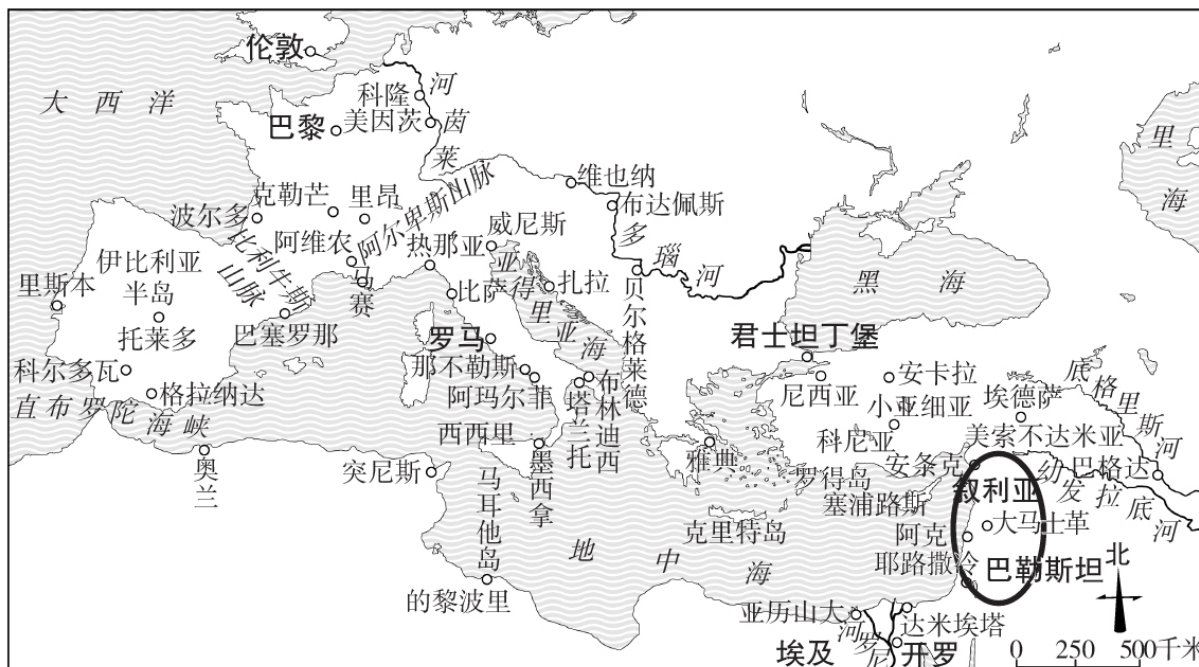 伦敦
大西洋
科隆
巴黎
美因茨
莱茵河
里海
克勒芒
里昂
阿尔卑斯山脉
维也纳
布达佩斯
波尔多
阿维农
热那亚
威尼斯
多瑙河
伊比利亚
半岛
比利牛斯
山脉
马赛
比萨
亚得里亚海
扎拉
贝尔格莱德
黑海
里斯本
托莱多
巴塞罗那
罗马
君士坦丁堡
科尔多瓦
格拉纳达
那不勒斯
阿玛尔菲
塔兰托
布林迪西
尼西亚
安卡拉
小亚细亚
埃德萨
底格里斯河
直布罗陀海峡
奥兰
突尼斯
西西里
墨西拿
马耳他岛
雅典
科尼亚
美索不达米亚
安条克
幼发拉底河
巴格达
罗得岛
叙利亚
塞浦路斯
克里特岛
大马士革
阿克
地中海
耶路撒冷
巴勒斯坦
北
的黎波里
亚历山大
达米埃塔
尼罗河
埃及
开罗
0 250 500千米